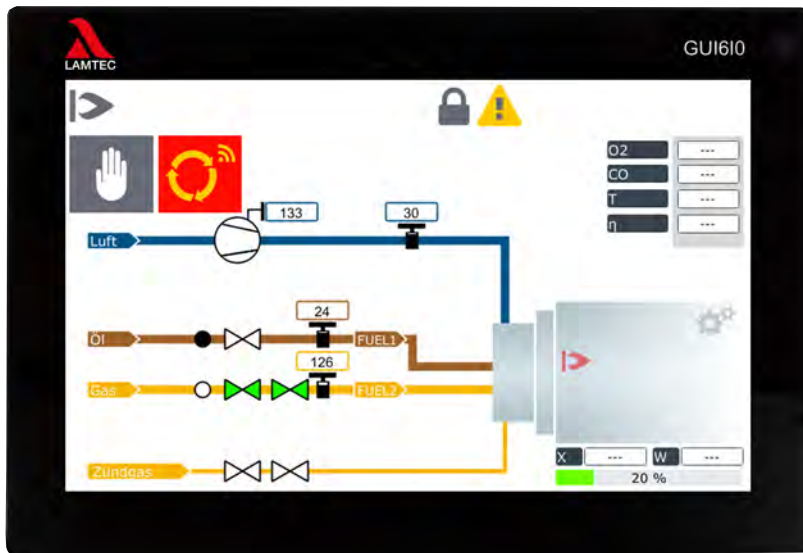 LAMTEC
GUI6I0
O2 ---
CO ---
T ---
η ---
133
30
Luft
24
Öl
FUEL1
126
Gas
FUEL2
X --- W ---
Zündgas
20 %